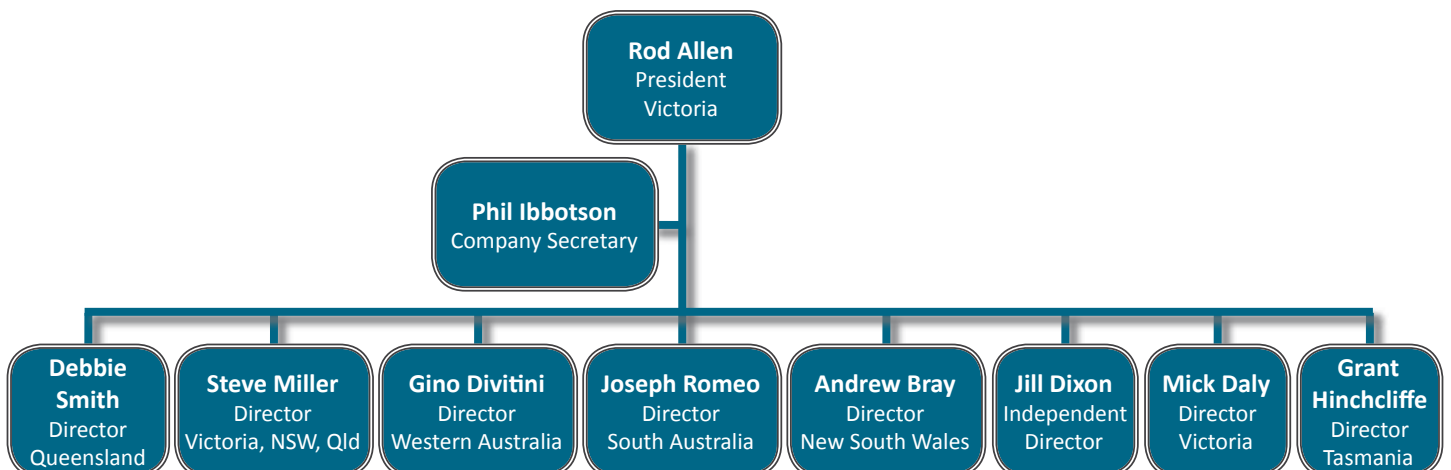 Rod Allen
President
Victoria
Phil Ibbotson
Company Secretary
Debbie
Smith
Director
Queensland
Steve Miller
Director
Victoria, NSW, Qld
Gino Divitini
Director
Western Australia
Joseph Romeo
Director
South Australia
Andrew Bray
Director
New South Wales
Jill Dixon
Independent
Director
Mick Daly
Director
Victoria
Grant
Hinchcliffe
Director
Tasmania